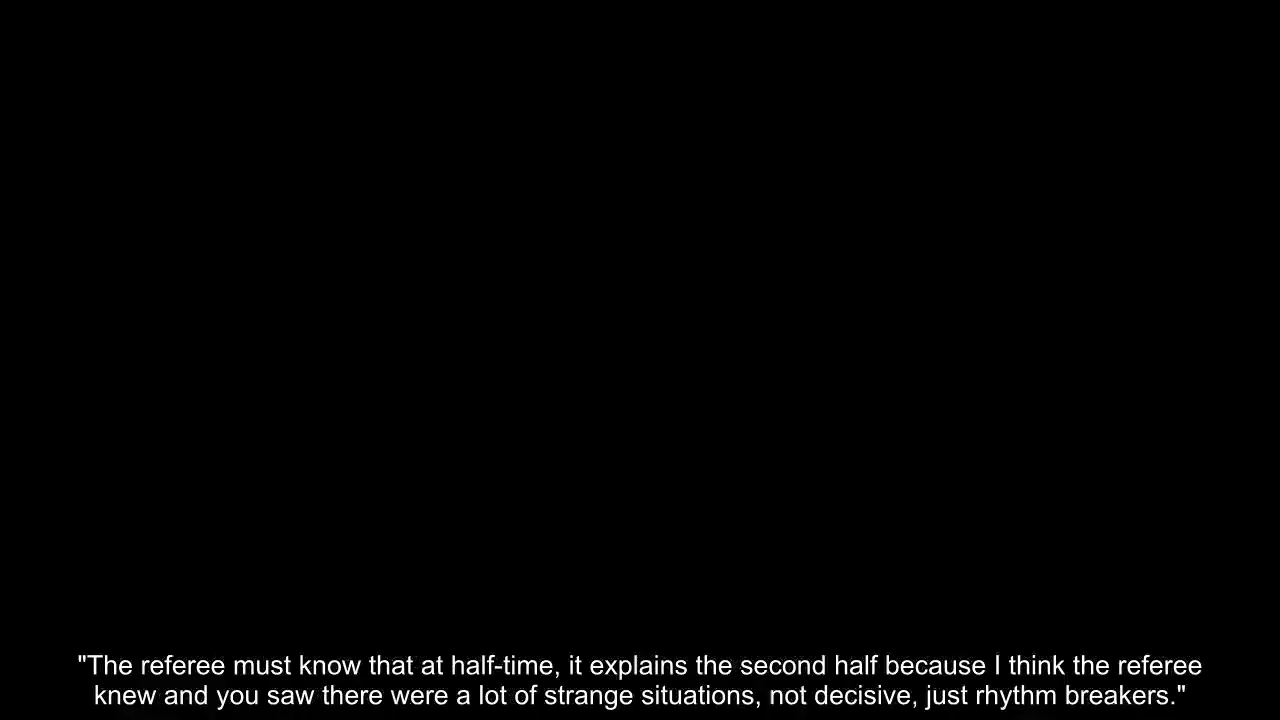 "The referee must know that at half-time, it explains the second half because I think the referee
knew and you saw there were a lot of strange situations, not decisive, just rhythm breakers."